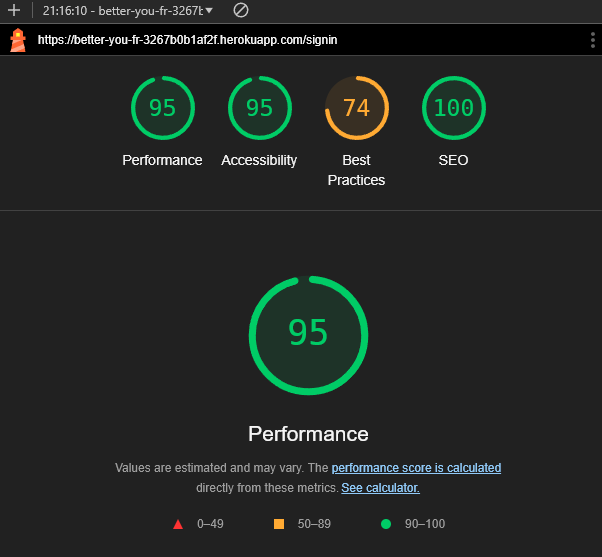 21:16:10 - better-you-fr-3267b
https://better-you-fr-3267b0b1af2f.herokuapp.com/signin
95 95 74 100
Performance Accessibility Best Practices SEO
95
Performance
Values are estimated and may vary. The performance score is calculated
directly from these metrics. See calculator.
0–49 50–89 90–100